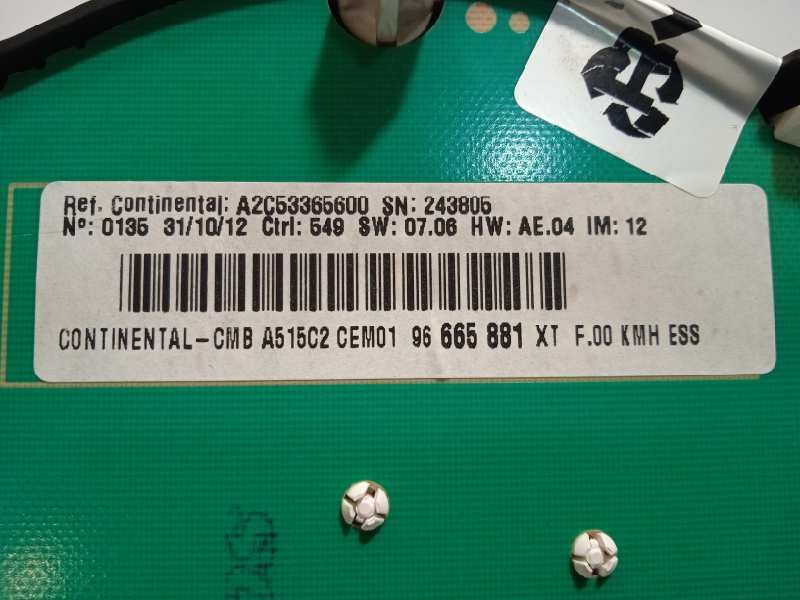 Ref. Continental: A2C53365600 SN: 243805
Nº: 0135 31/10/12 Ctrl: 549 SW: 07.06 HW: AE.04 IM: 12
CONTINENTAL-CMB A515C2 CEM01 96 665 881 XT F.00 KMH ESS